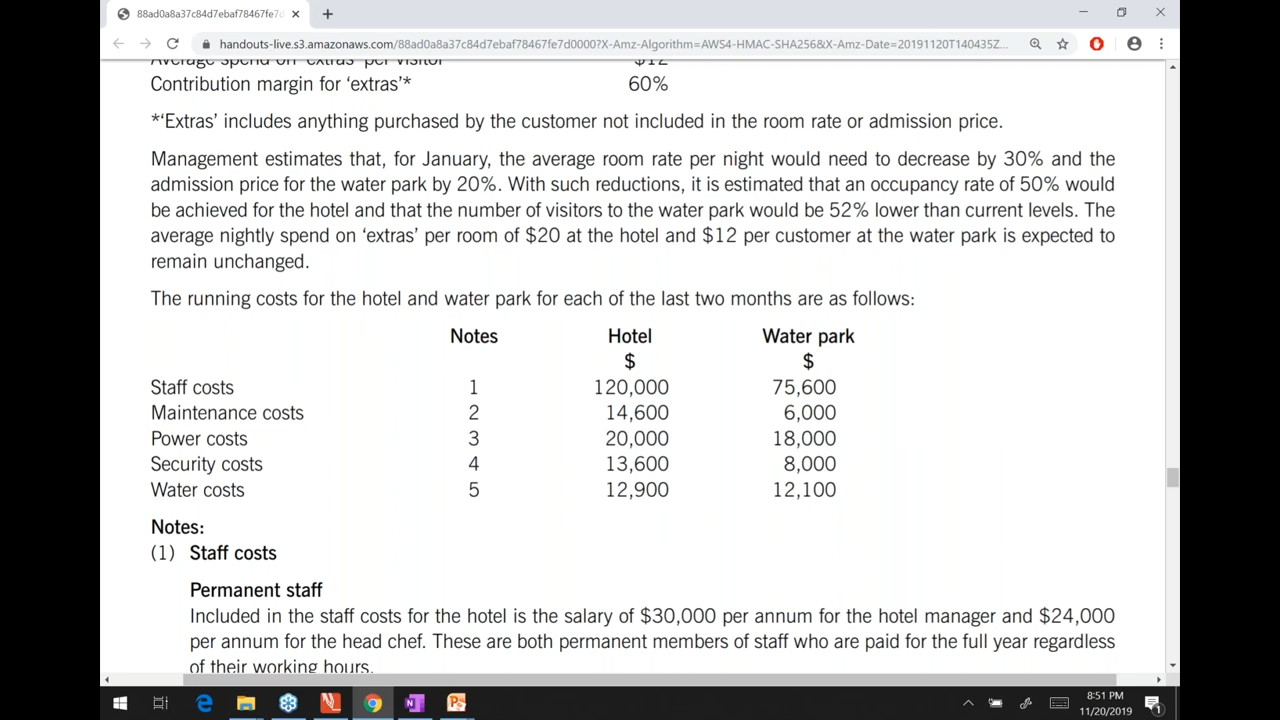 88ad0a8a37c84d7ebaf78467fe7d
handouts-live.s3.amazonaws.com/88ad0a8a37c84d7ebaf78467fe7d0000?X-Amz-Algorithm=AWS4-HMAC-SHA256&X-Amz-Date=20191120T140435Z...
Average spend on 'extras' per visitor $12
Contribution margin for 'extras'* 60%
*'Extras' includes anything purchased by the customer not included in the room rate or admission price.
Management estimates that, for January, the average room rate per night would need to decrease by 30% and the
admission price for the water park by 20%. With such reductions, it is estimated that an occupancy rate of 50% would
be achieved for the hotel and that the number of visitors to the water park would be 52% lower than current levels. The
average nightly spend on 'extras' per room of $20 at the hotel and $12 per customer at the water park is expected to
remain unchanged.
The running costs for the hotel and water park for each of the last two months are as follows:
Notes Hotel Water park
$ $
Staff costs 1 120,000 75,600
Maintenance costs 2 14,600 6,000
Power costs 3 20,000 18,000
Security costs 4 13,600 8,000
Water costs 5 12,900 12,100
Notes:
(1) Staff costs
Permanent staff
Included in the staff costs for the hotel is the salary of $30,000 per annum for the hotel manager and $24,000
per annum for the head chef. These are both permanent members of staff who are paid for the full year regardless
of their working hours.
8:51 PM
11/20/2019